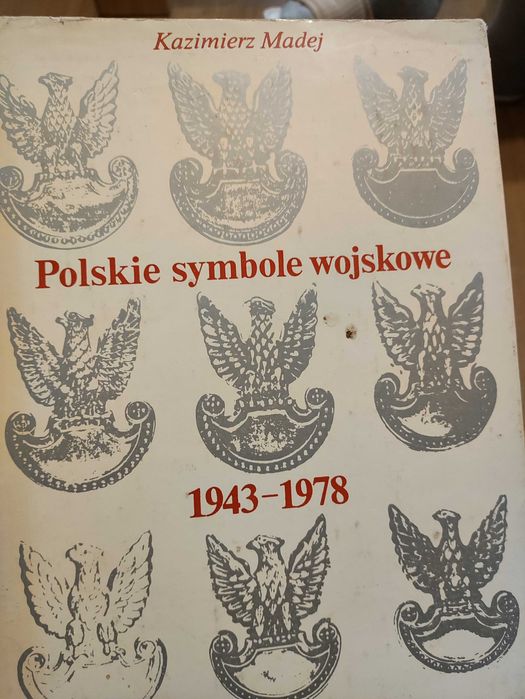 Kazimierz Madej
Polskie symbole wojskowe
1943-1978